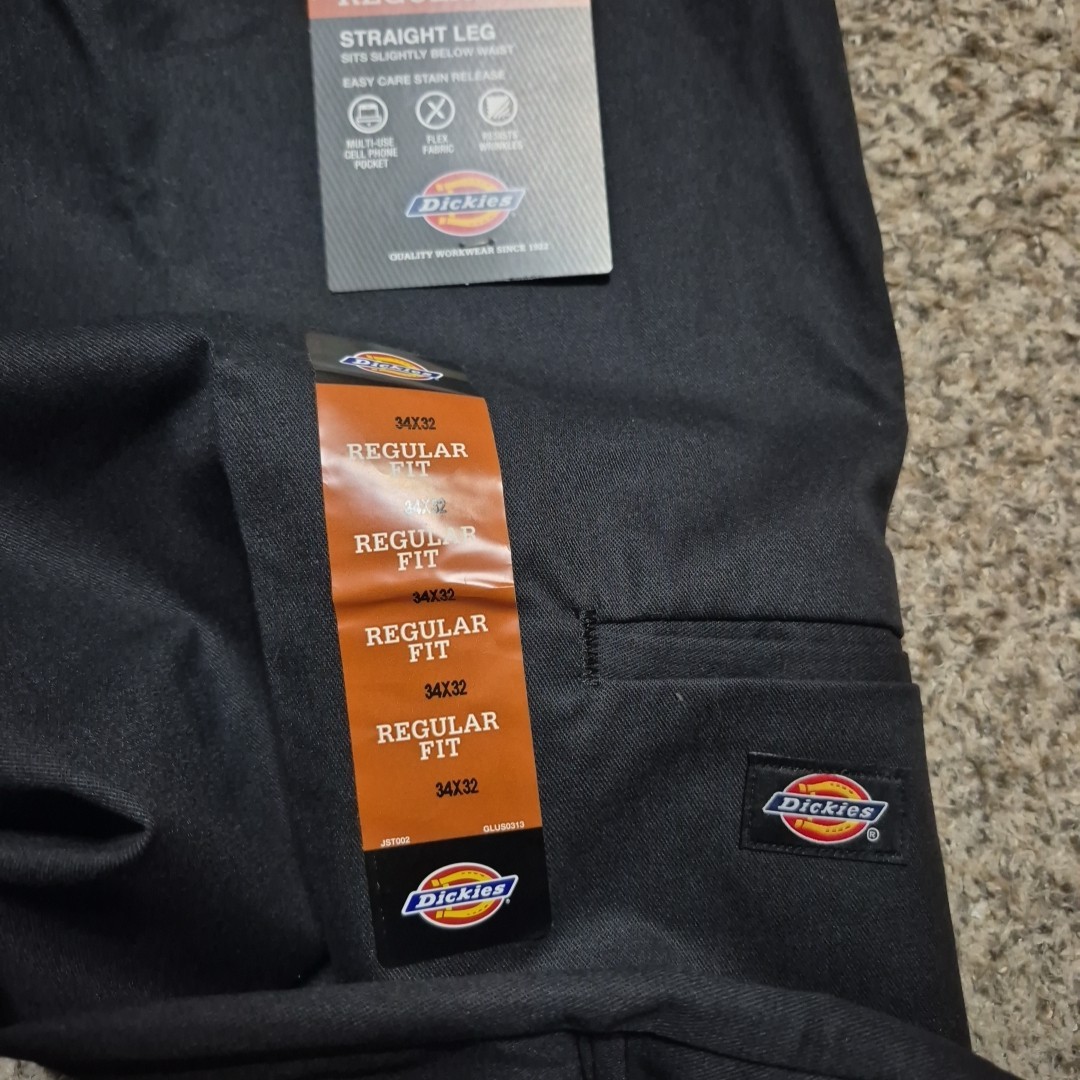 REGULAR
STRAIGHT LEG
SITS SLIGHTLY BELOW WAIST
EASY CARE STAIN RELEASE
MULTI-USE
CELL PHONE
POCKET
FLEX
FABRIC
RESISTS
WRINKLES
Dickies
QUALITY WORKWEAR SINCE 1922
Dickies
34X32
REGULAR
FIT
34X32
REGULAR
FIT
34X32
REGULAR
FIT
34X32
REGULAR
FIT
34X32
JST002
GLUS0313
Dickies
Dickies
®